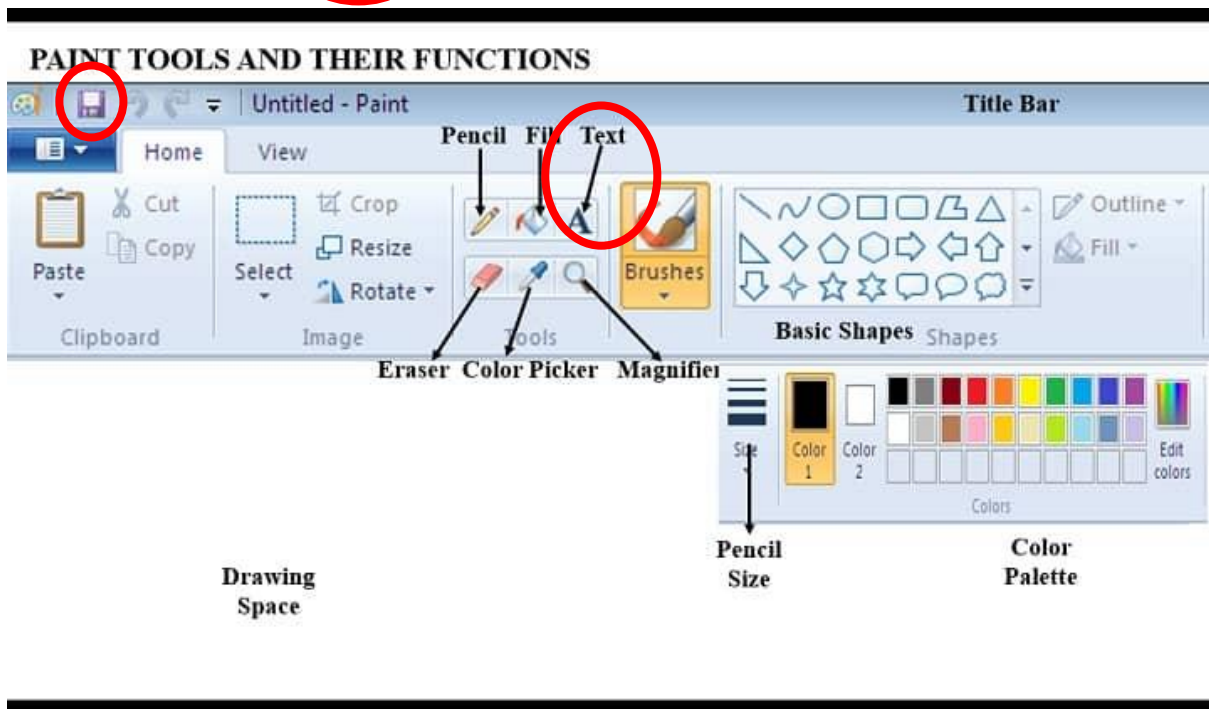 PAINT TOOLS AND THEIR FUNCTIONS
Untitled - Paint
Title Bar
Home
View
Pencil
Fill
Text
Cut
Copy
Paste
Clipboard
Crop
Resize
Rotate
Select
Image
Tools
Brushes
Outline
Fill
Basic Shapes
Shapes
Eraser
Color Picker
Magnifier
Size
Color
1
Color
2
Edit
colors
Colors
Pencil
Size
Color
Palette
Drawing
Space